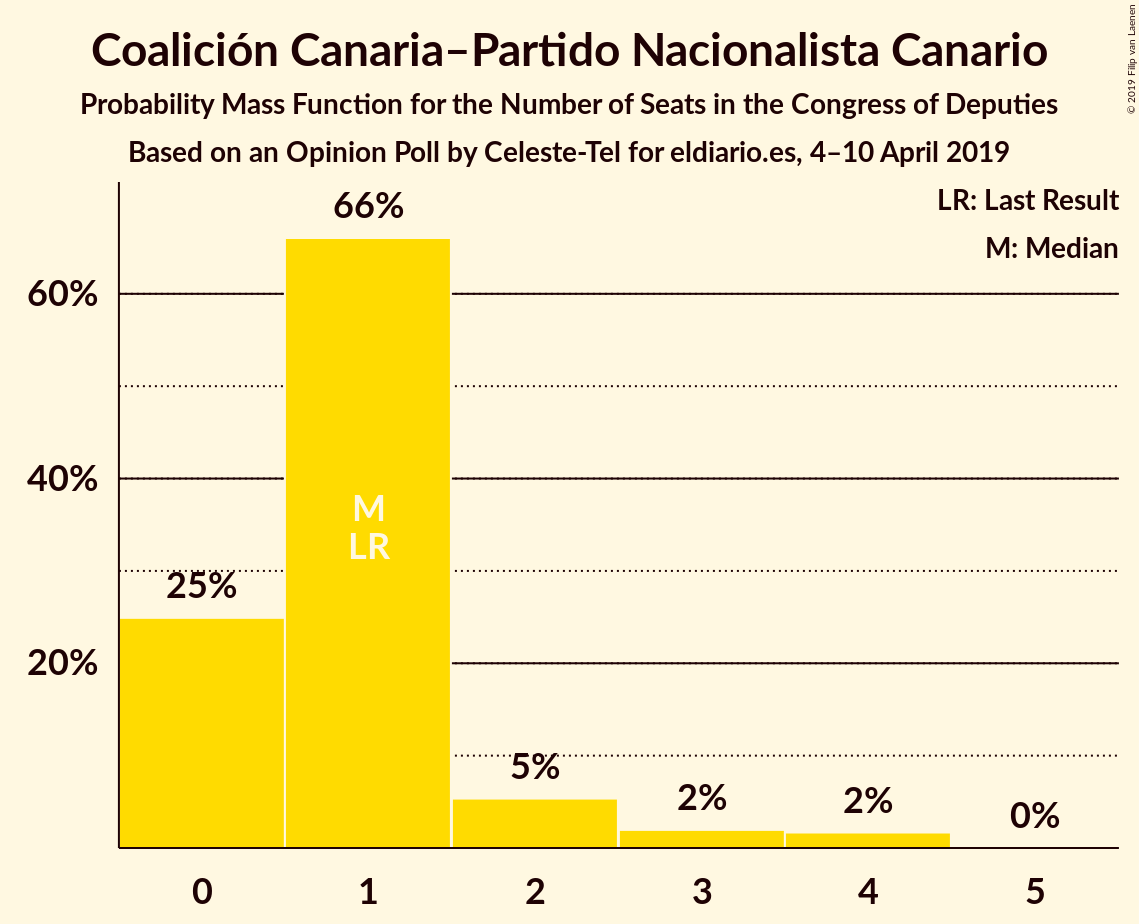 Coalición Canaria–Partido Nacionalista Canario
Probability Mass Function for the Number of Seats in the Congress of Deputies
Based on an Opinion Poll by Celeste-Tel for eldiario.es, 4–10 April 2019
© 2019 Filip van Laenen
LR: Last Result
M: Median
66%
60%
40%
M
LR
25%
20%
5%
2%
2%
0%
0 1 2 3 4 5